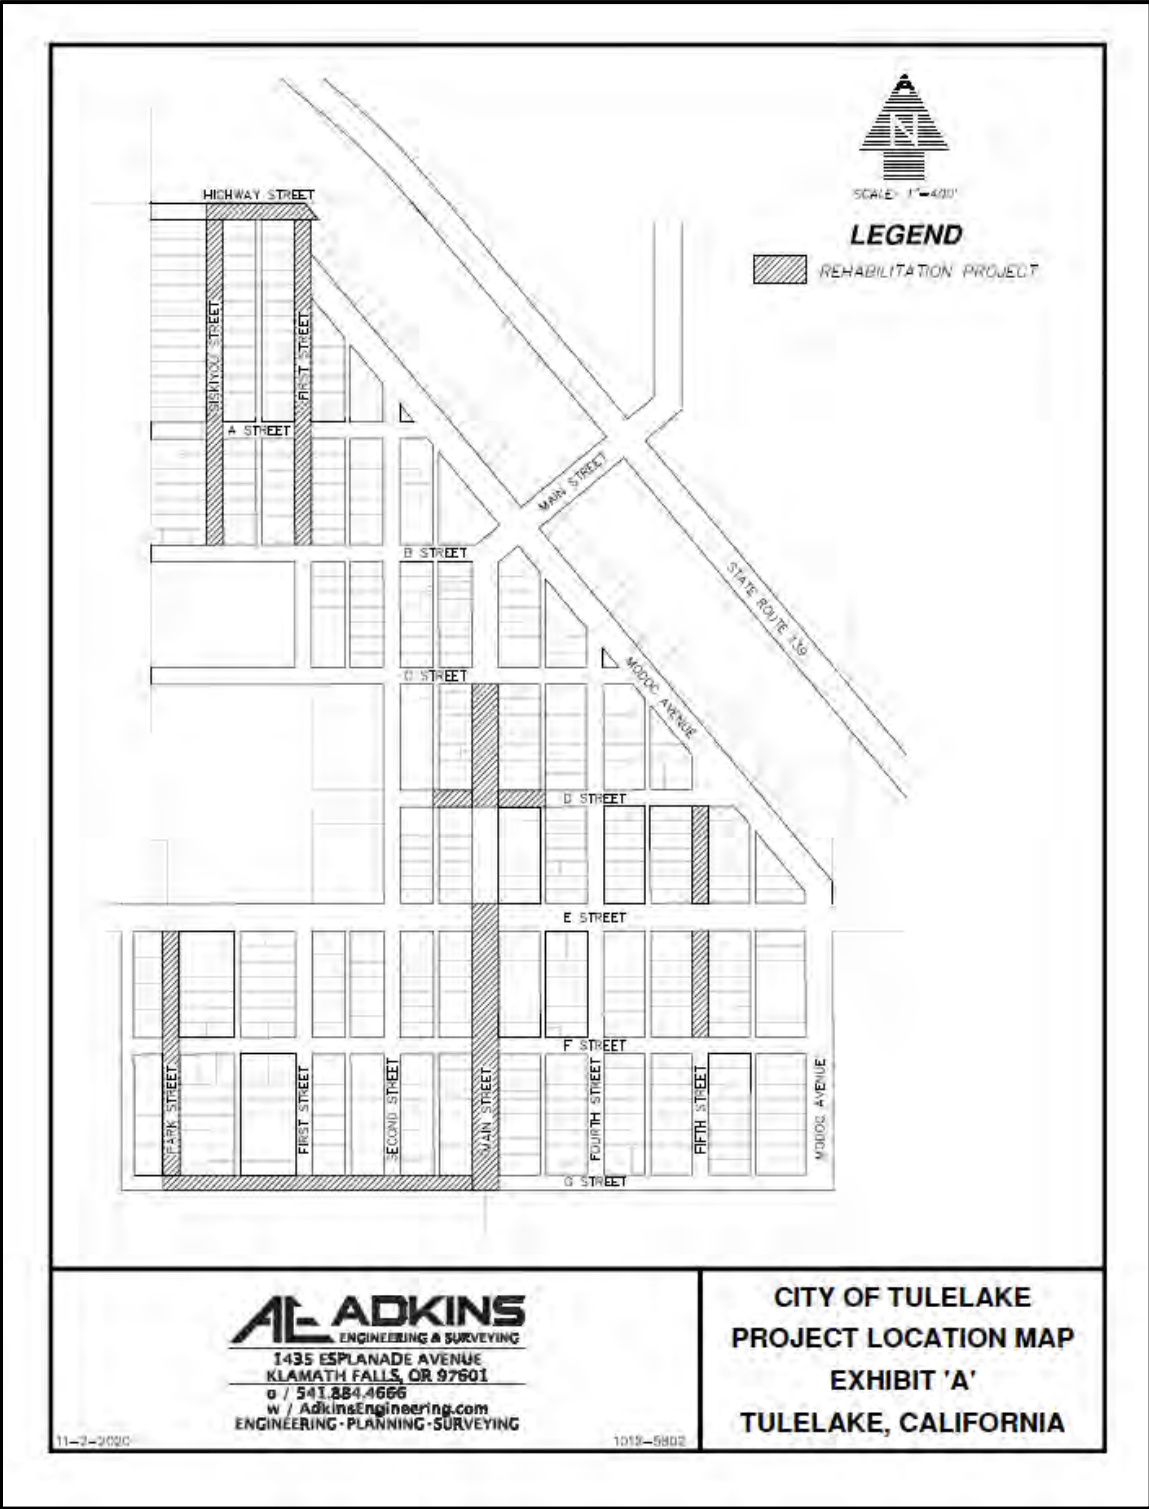 A
N
SCALE: 1"=400'
LEGEND
REHABILITATION PROJECT
HIGHWAY STREET
SISKIYOU STREET
FIRST STREET
A STREET
MAIN STREET
B STREET
STATE ROUTE 139
C STREET
MODOC AVENUE
D STREET
E STREET
F STREET
PARK STREET
FIRST STREET
SECOND STREET
MAIN STREET
FOURTH STREET
FIFTH STREET
MODOC AVENUE
G STREET
AE ADKINS
ENGINEERING & SURVEYING
1435 ESPLANADE AVENUE
KLAMATH FALLS, OR 97601
o / 541.884.4666
w / AdkinsEngineering.com
ENGINEERING · PLANNING · SURVEYING
11-2-2020
CITY OF TULELAKE
PROJECT LOCATION MAP
EXHIBIT 'A'
TULELAKE, CALIFORNIA